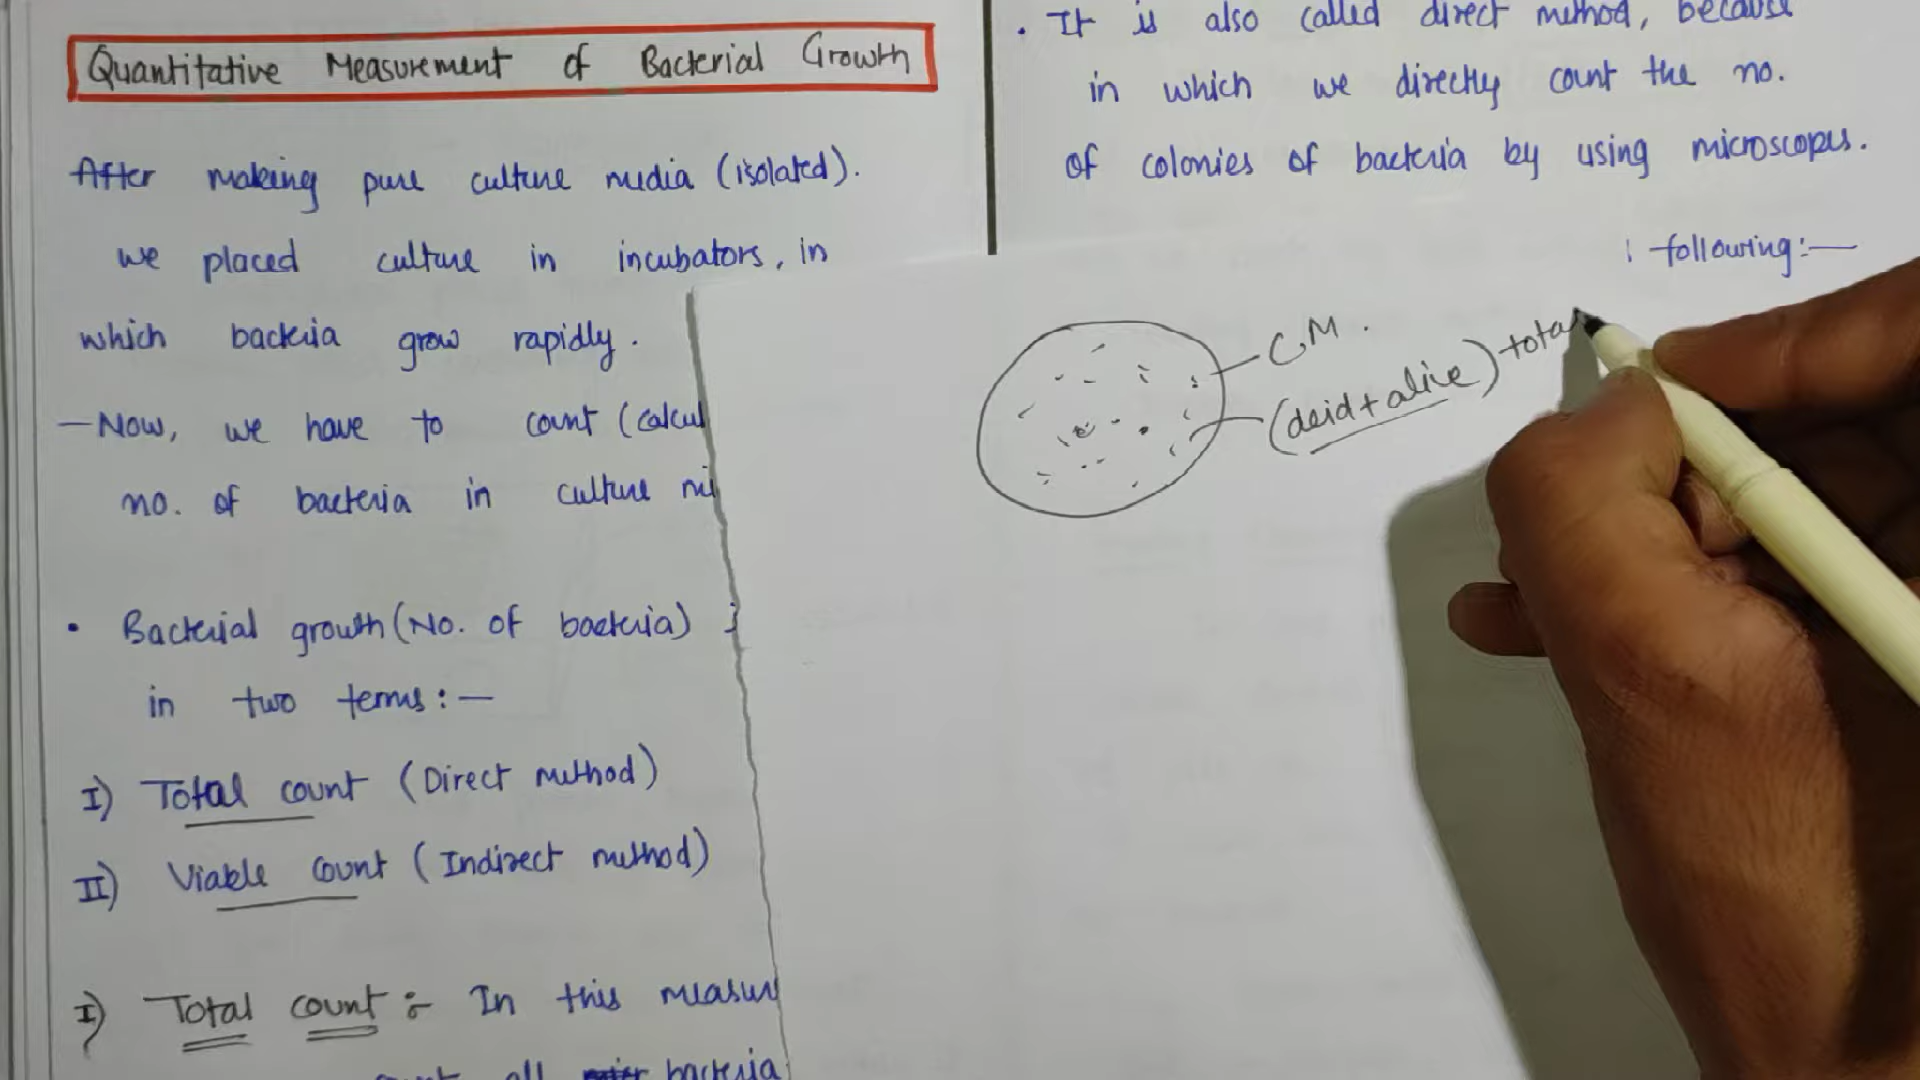 Quantitative Measurement of Bacterial Growth
After making pure culture media (isolated).
we placed culture in incubators, in
which bacteria grow rapidly.
- Now, we have to count (calcul
no. of bacteria in culture
• Bacterial growth (No. of bacteria)
in two terms :-
I) Total count (Direct method)
II) Viable count (Indirect method)
I) Total count :- In this measur
all bacteria
. It is also called direct method, because
in which we directly count the no.
of colonies of bacteria by using microscopes.
following :-
C,M.
(deid + alive) total